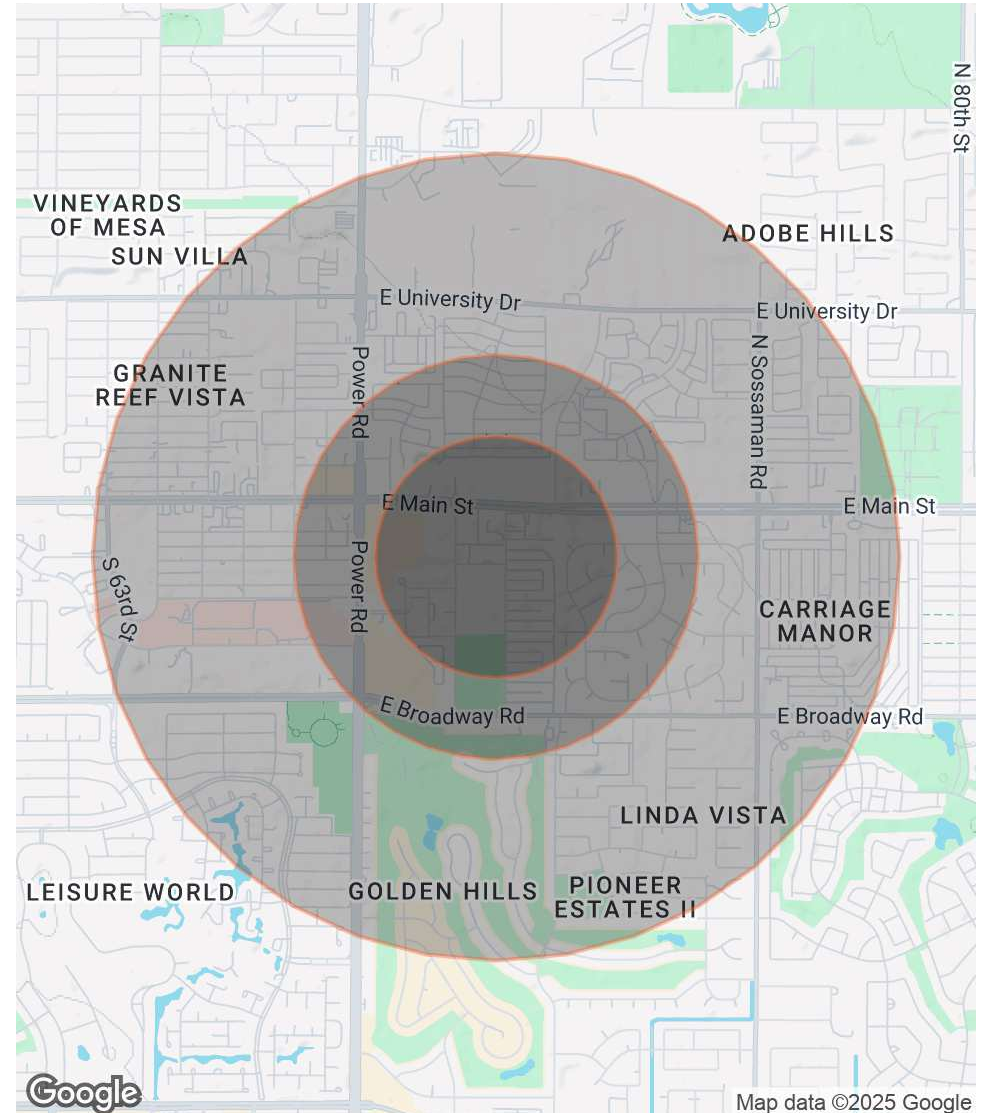 N 80th St
VINEYARDS
OF MESA
SUN VILLA
ADOBE HILLS
E University Dr
E University Dr
Power Rd
N Sossaman Rd
GRANITE
REEF VISTA
E Main St
E Main St
Power Rd
S 63rd St
CARRIAGE
MANOR
E Broadway Rd
E Broadway Rd
LINDA VISTA
LEISURE WORLD
GOLDEN HILLS
PIONEER
ESTATES II
Google
Map data ©2025 Google